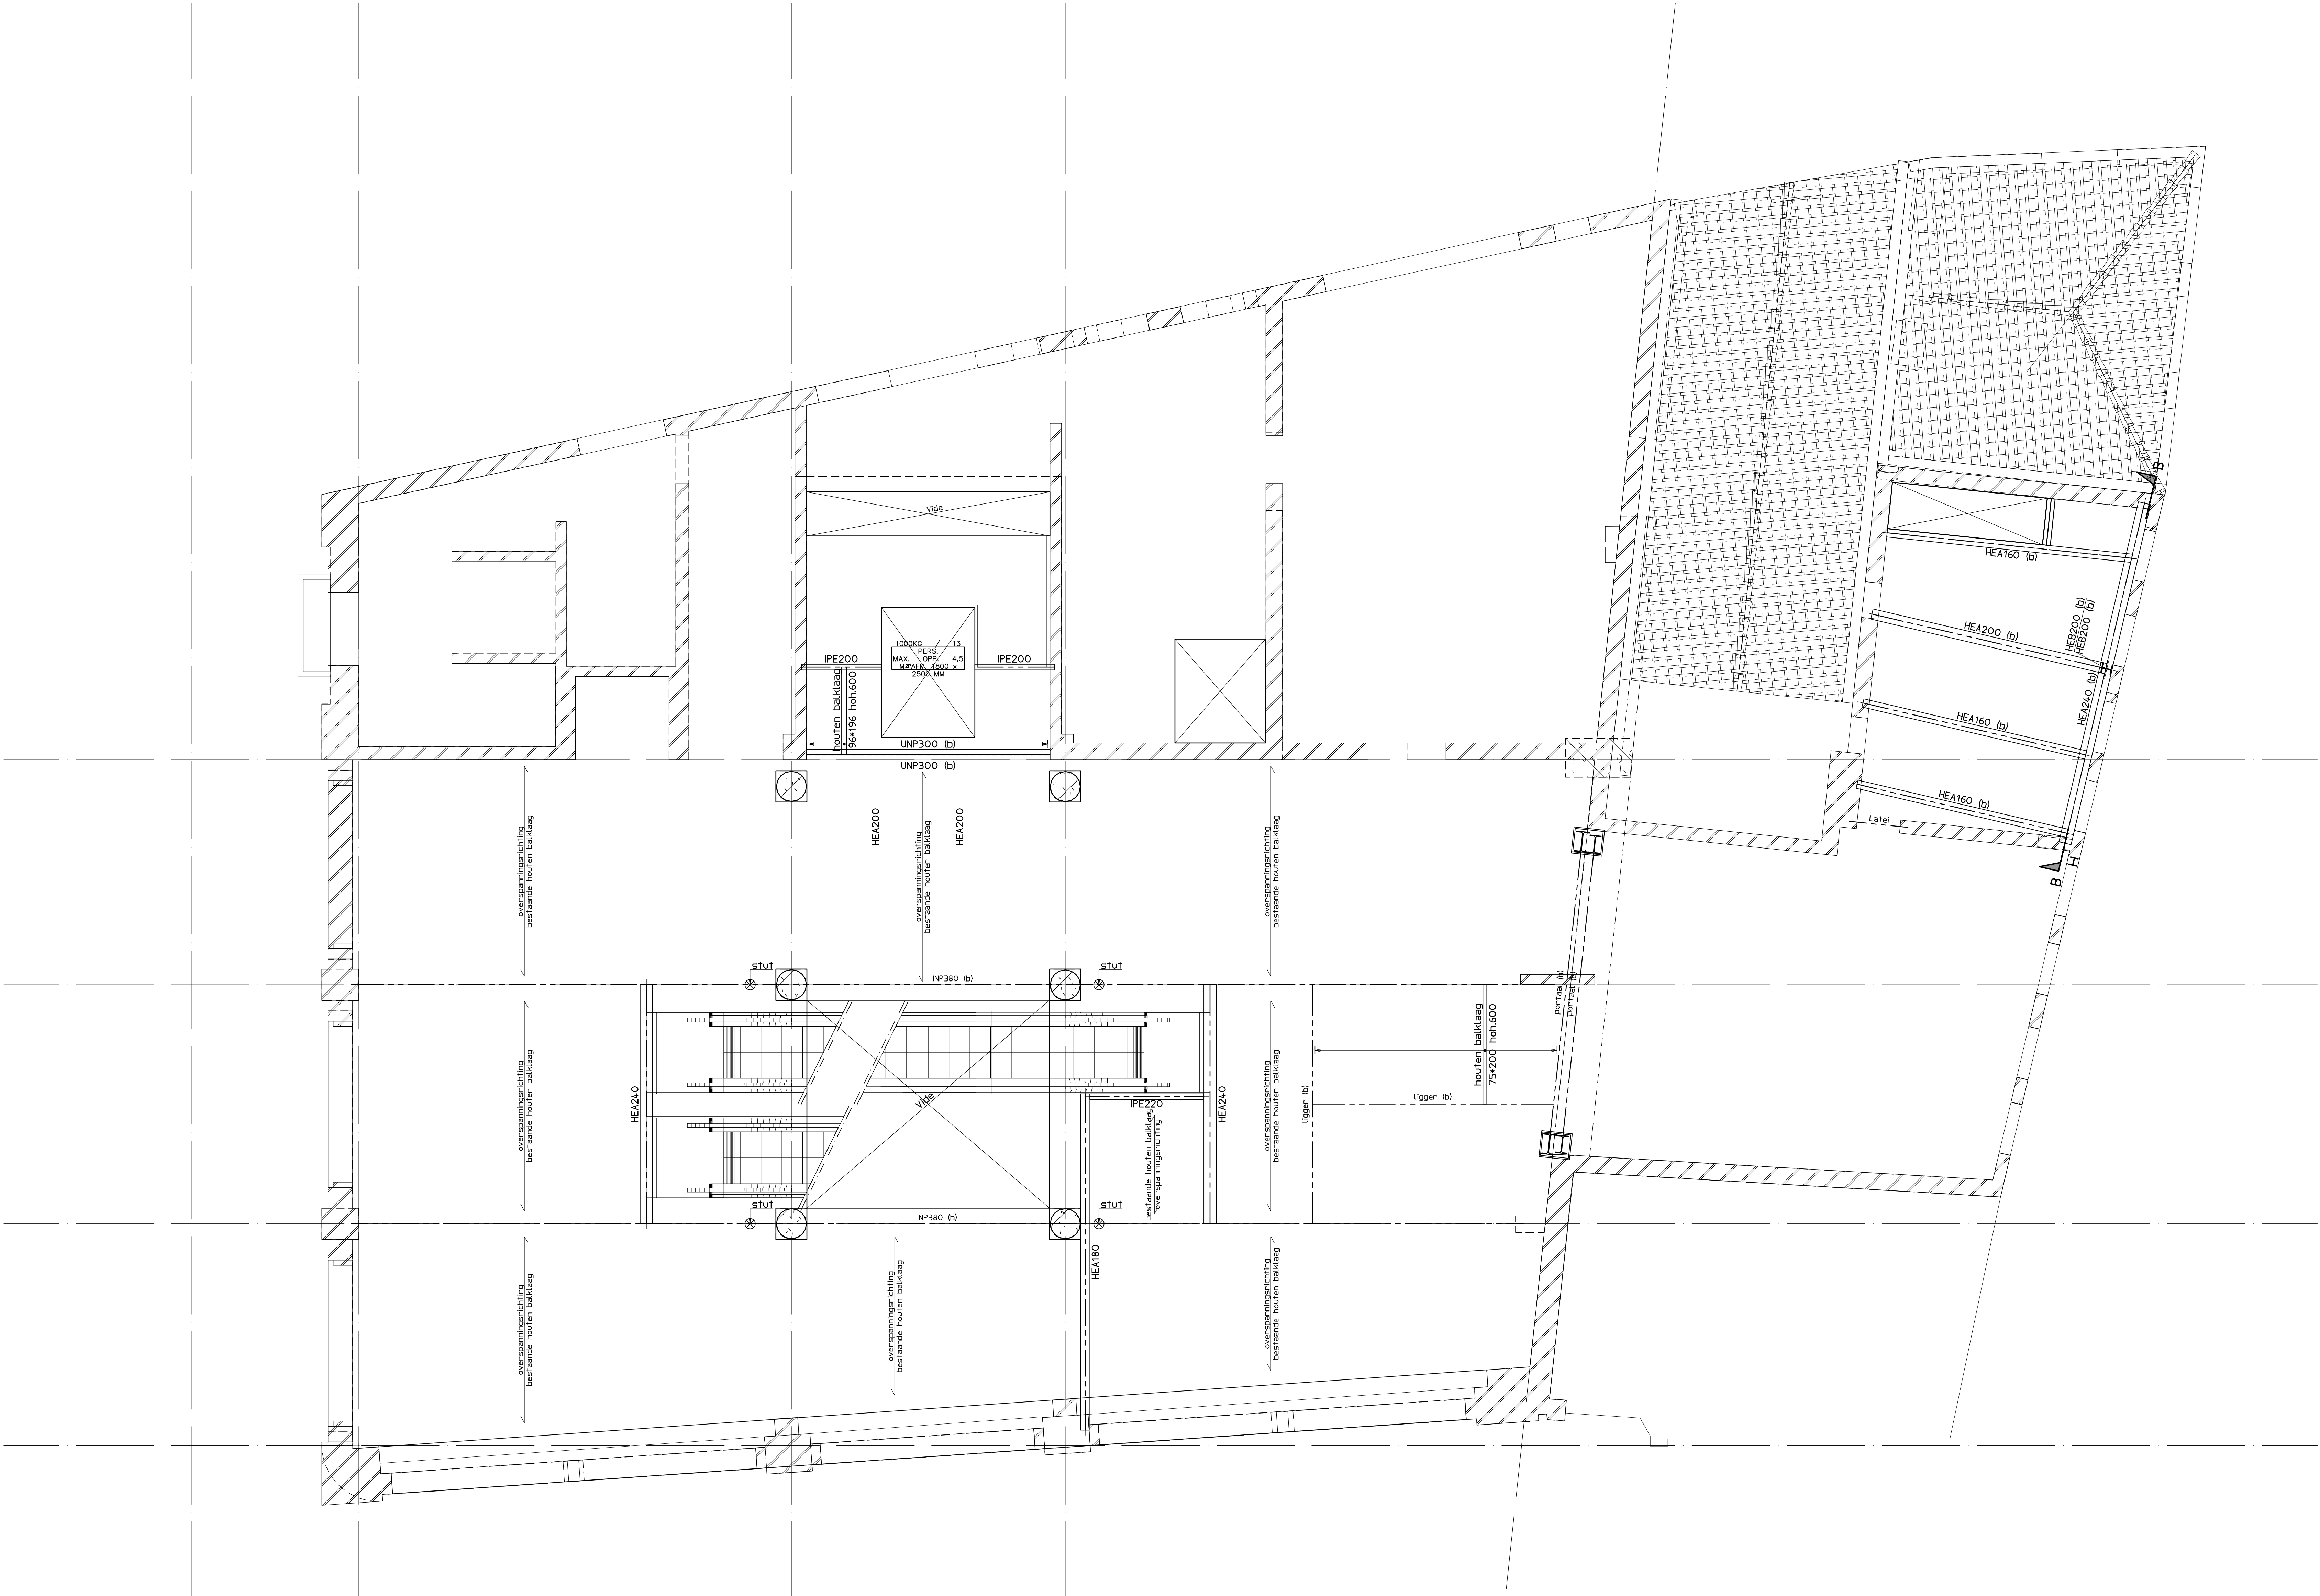 Vide
1000KG / 13
PERS.
MAX. OPP. 4,5
M²AFM. 1800 x
2500 MM
IPE200
IPE200
houten balklaag
96*196 hoh.600
UNP300 (b)
UNP300 (b)
HEA200
HEA200
overspanningsrichting
bestaande houten balklaag
overspanningsrichting
bestaande houten balklaag
overspanningsrichting
bestaande houten balklaag
B
HEA160 (b)
HEA200 (b)
HEB200 (b)
HEB200 (b)
HEA240 (b)
HEA160 (b)
HEA160 (b)
Latei
B
H
stut
INP380 (b)
stut
portaal (b)
portaal (b)
HEA240
overspanningsrichting
bestaande houten balklaag
Vide
IPE220
bestaande houten balklaag
overspanningsrichting
HEA240
overspanningsrichting
bestaande houten balklaag
ligger (b)
ligger (b)
houten balklaag
75*200 hoh.600
stut
INP380 (b)
stut
HEA180
overspanningsrichting
bestaande houten balklaag
overspanningsrichting
bestaande houten balklaag
overspanningsrichting
bestaande houten balklaag